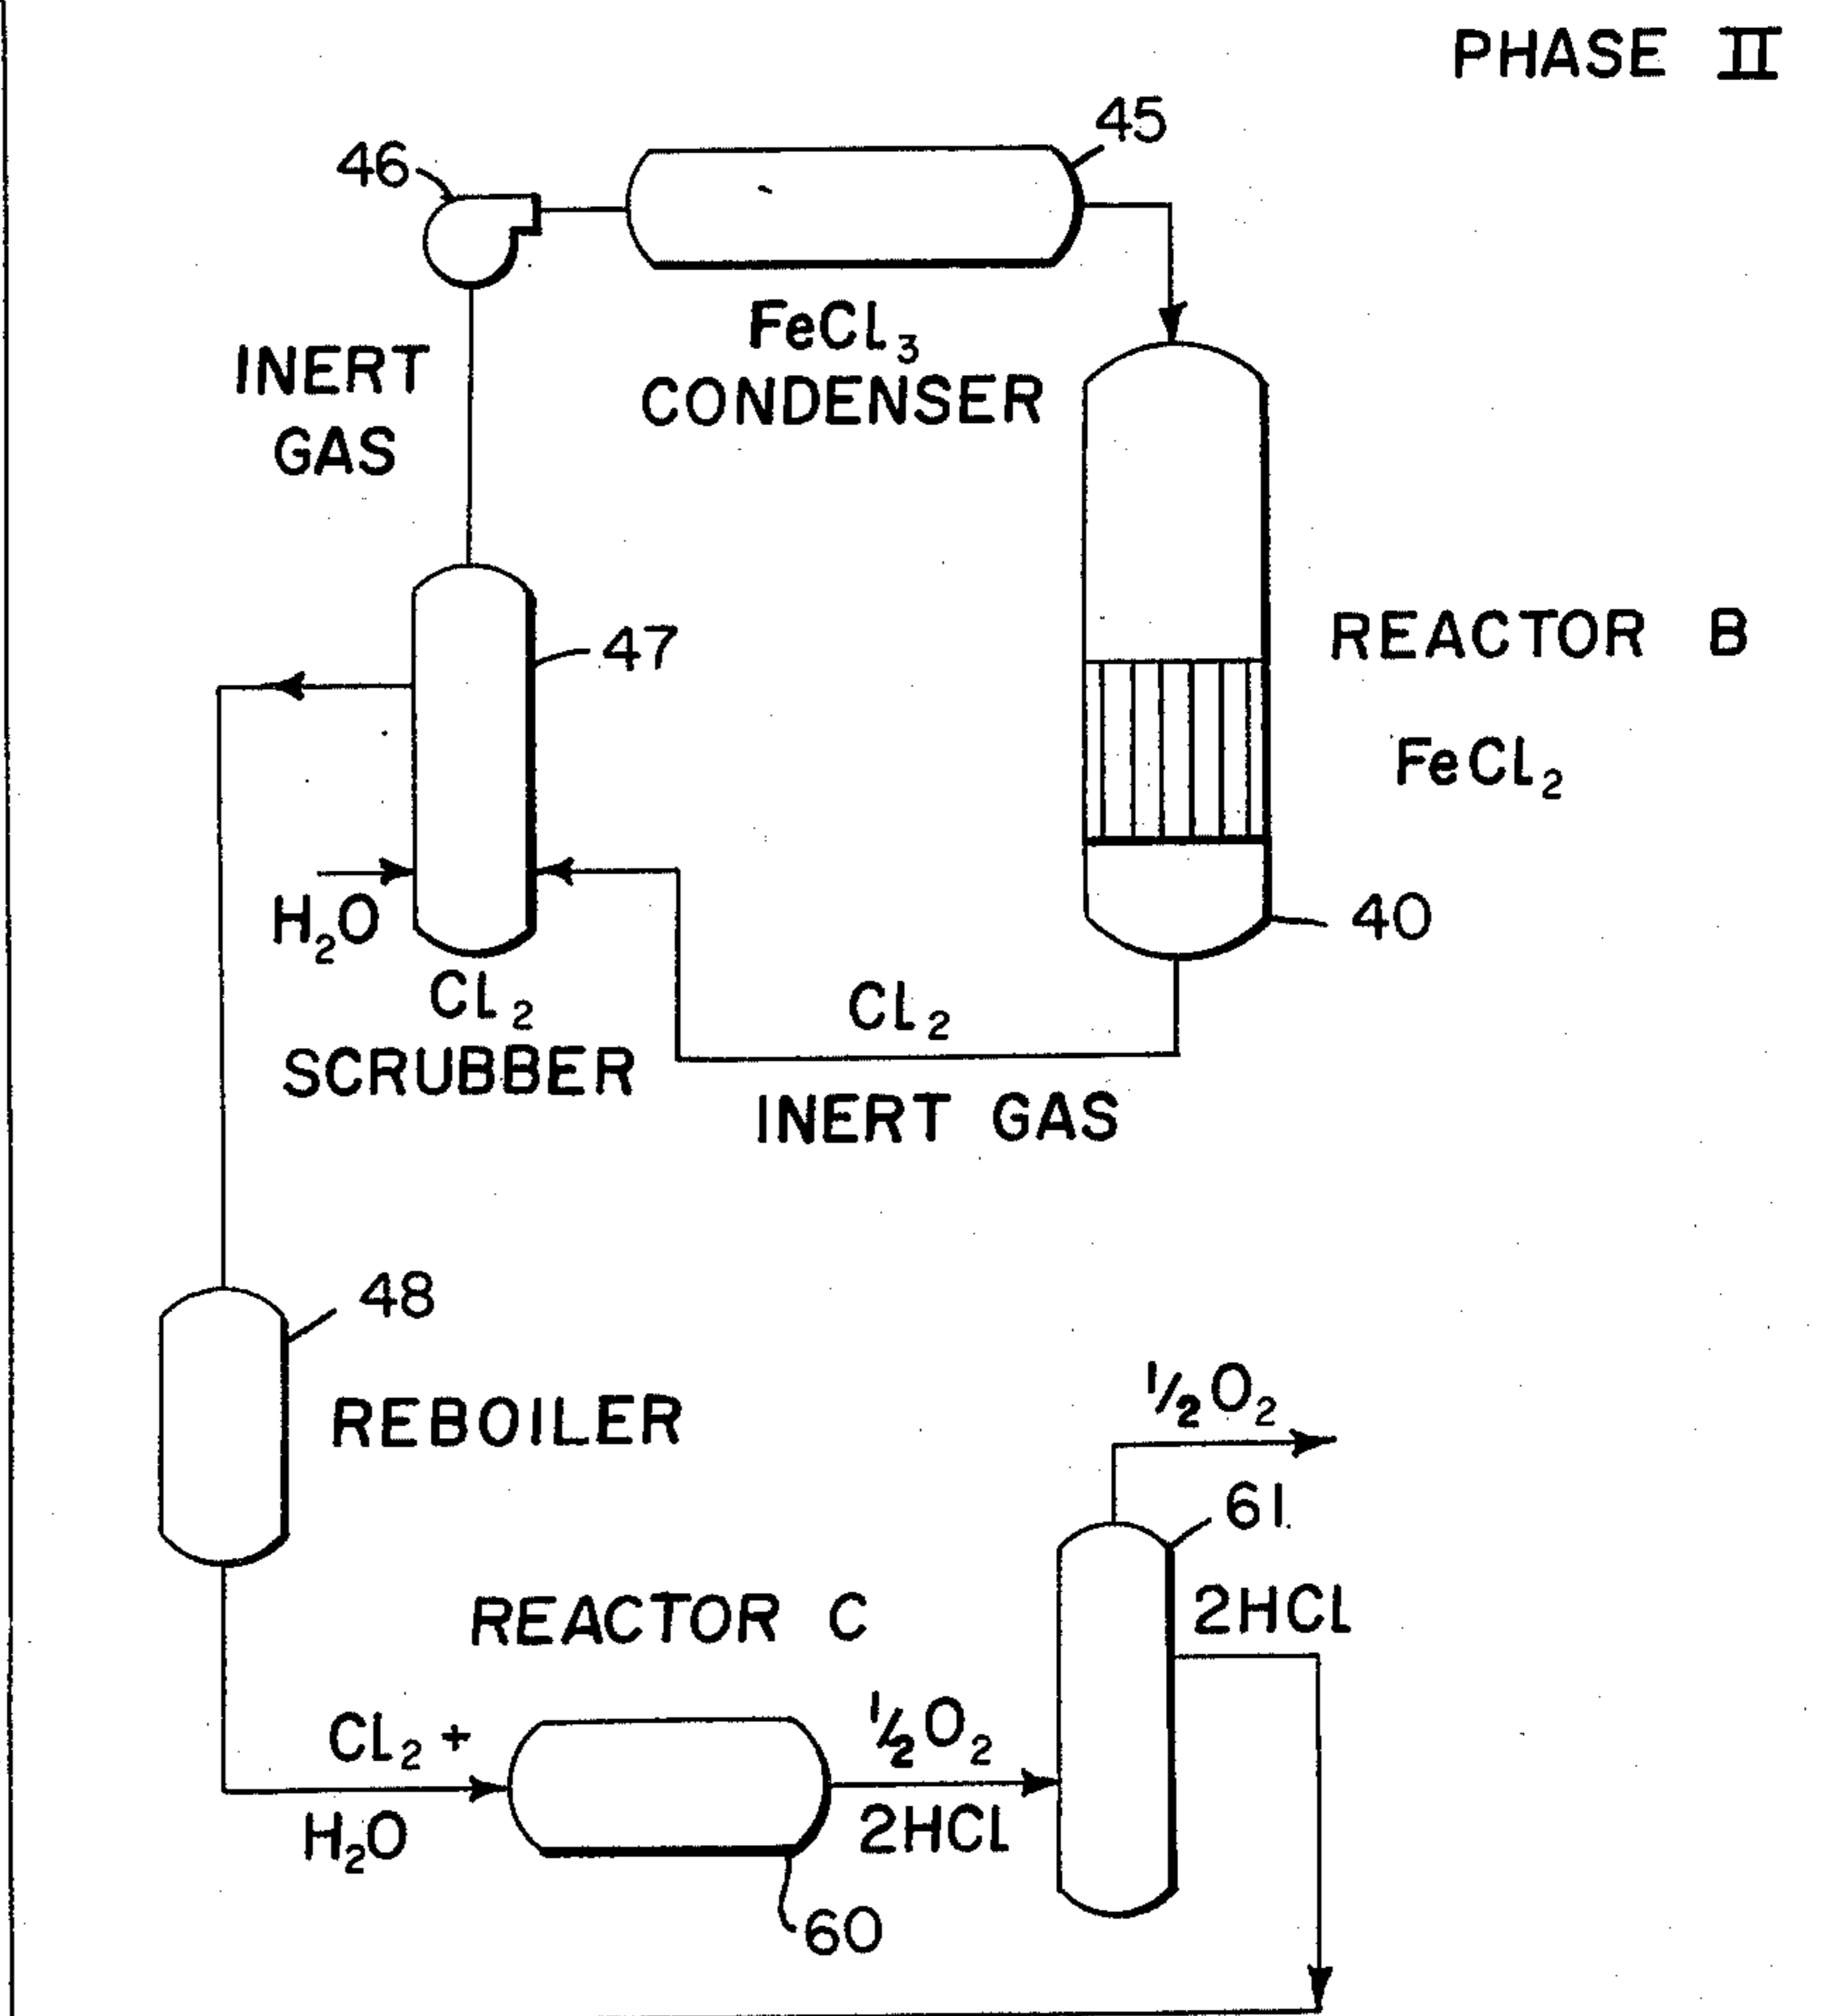 PHASE II
45
46
FeCl₃
CONDENSER
INERT
GAS
REACTOR B
47
FeCl₂
40
H₂O
Cl₂
SCRUBBER
Cl₂
INERT GAS
48
REBOILER
½O₂
61
2HCl
REACTOR C
Cl₂ +
H₂O
½O₂
2HCl
60